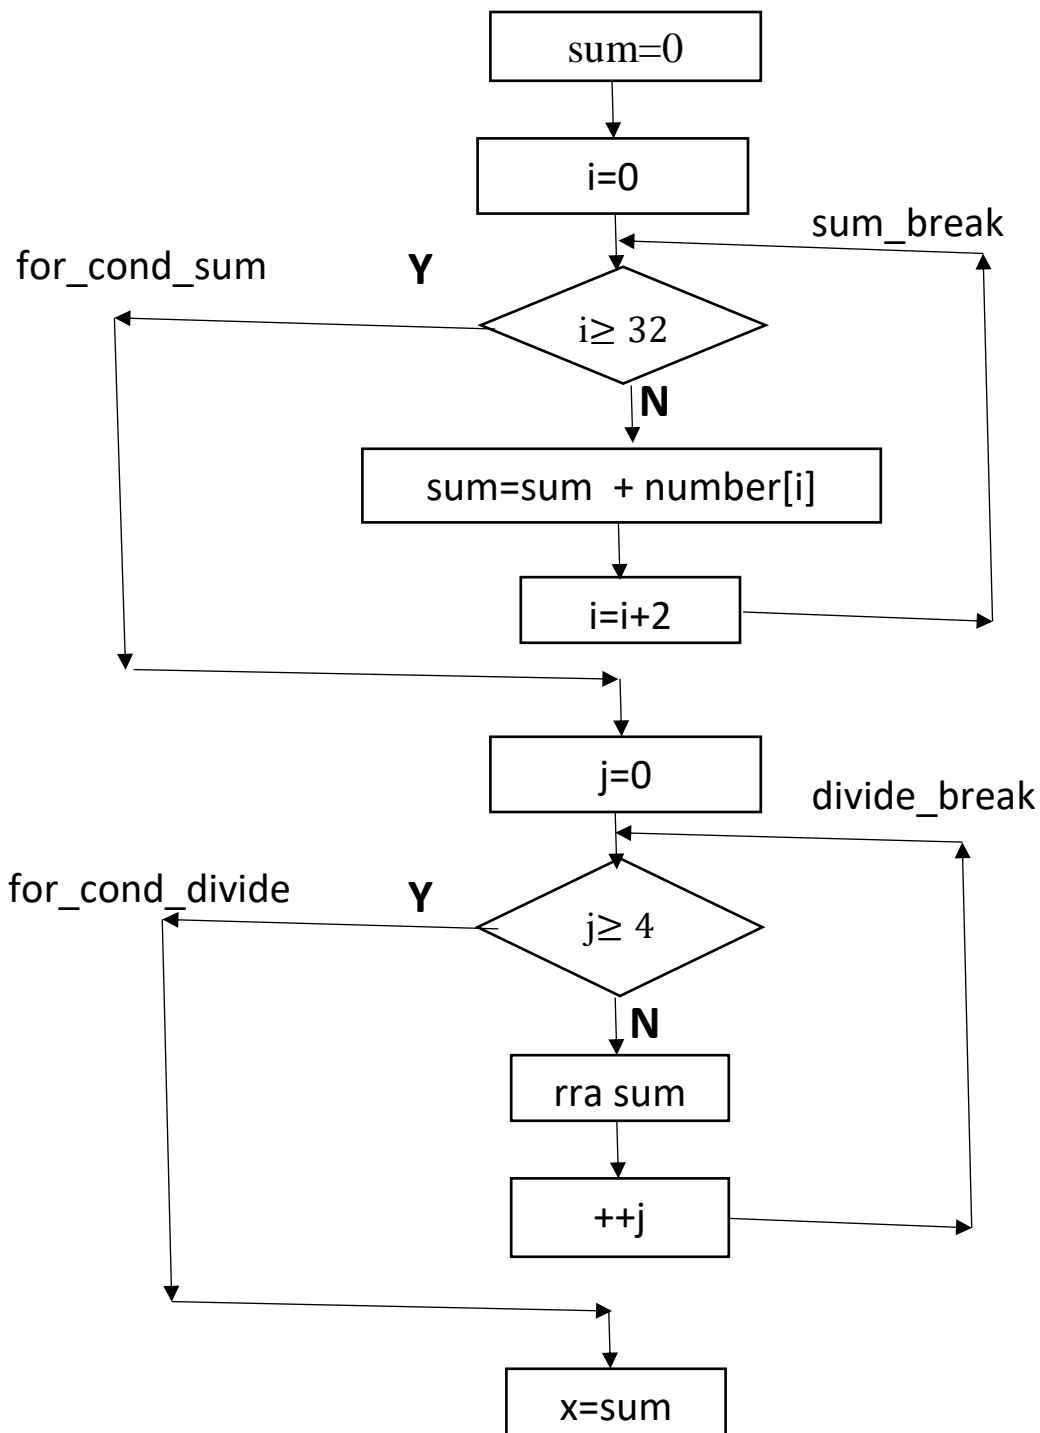 sum=0
i=0
sum_break
for_cond_sum
Y
i≥ 32
N
sum=sum + number[i]
i=i+2
j=0
divide_break
for_cond_divide
Y
j≥ 4
N
rra sum
++j
x=sum